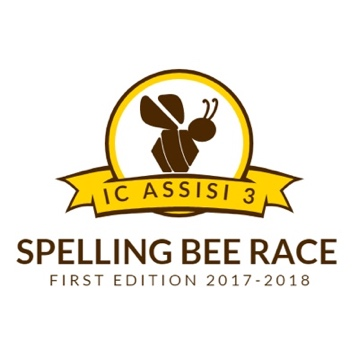 IC ASSISI 3
SPELLING BEE RACE
FIRST EDITION 2017-2018